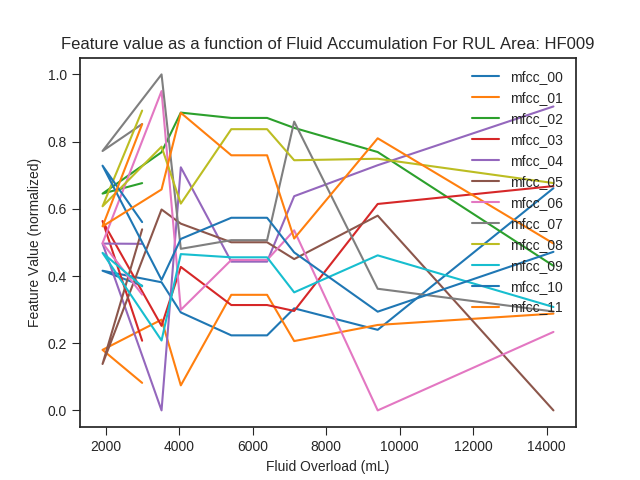 Feature value as a function of Fluid Accumulation For RUL Area: HF009
1.0
0.8
0.6
0.4
0.2
0.0
Feature Value (normalized)
mfcc_00
mfcc_01
mfcc_02
mfcc_03
mfcc_04
mfcc_05
mfcc_06
mfcc_07
mfcc_08
mfcc_09
mfcc_10
mfcc_11
2000 4000 6000 8000 10000 12000 14000
Fluid Overload (mL)